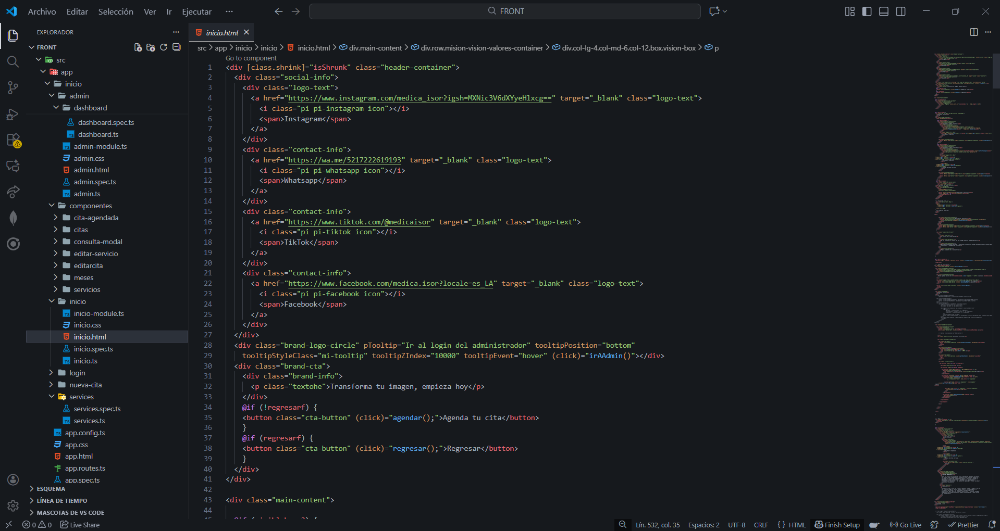 Archivo Editar Selección Ver Ir Ejecutar ···
FRONT
EXPLORADOR
FRONT
src
app
inicio
admin
dashboard
dashboard.spec.ts
dashboard.ts
admin-module.ts
admin.css
admin.html
admin.spec.ts
admin.ts
componentes
cita-agendada
citas
consulta-modal
editar-servicio
editarcita
meses
servicios
inicio
inicio-module.ts
inicio.css
inicio.html
inicio.spec.ts
inicio.ts
login
nueva-cita
services
services.spec.ts
services.ts
app.config.ts
app.css
app.html
app.routes.ts
app.spec.ts
ESQUEMA
LÍNEA DE TIEMPO
MASCOTAS DE VS CODE
inicio.html
src > app > inicio > inicio > inicio.html > div.main-content > div.row.mision-vision-valores-container > div.col-lg-4.col-md-6.col-12.box.vision-box > p
Go to component
1 <div [class.shrink]="isShrunk" class="header-container">
2 <div class="social-info">
3 <div class="logo-text">
4 <a href="https://www.instagram.com/medica_isor?igsh=MXNic3V6dXYyeHlxcg==" target="_blank" class="logo-text">
5 <i class="pi pi-instagram icon"></i>
6 <span>Instagram</span>
7 </a>
8 </div>
9 <div class="contact-info">
10 <a href="https://wa.me/5217222619193" target="_blank" class="logo-text">
11 <i class="pi pi-whatsapp icon"></i>
12 <span>Whatsapp</span>
13 </a>
14 </div>
15 <div class="contact-info">
16 <a href="https://www.tiktok.com/@medicaisor" target="_blank" class="logo-text">
17 <i class="pi pi-tiktok icon"></i>
18 <span>TikTok</span>
19 </a>
20 </div>
21 <div class="contact-info">
22 <a href="https://www.facebook.com/medica.isor?locale=es_LA" target="_blank" class="logo-text">
23 <i class="pi pi-facebook icon"></i>
24 <span>Facebook</span>
25 </a>
26 </div>
27 </div>
28 <div class="brand-logo-circle" pTooltip="Ir al login del administrador" tooltipPosition="bottom"
29 tooltipStyleClass="mi-tooltip" tooltipZIndex="10000" tooltipEvent="hover" (click)="irAAdmin()"></div>
30 <div class="brand-cta">
31 <div class="brand-info">
32 <p class="textohe">Transforma tu imagen, empieza hoy</p>
33 </div>
34 @if (!regresarf) {
35 <button class="cta-button" (click)="agendar();">Agenda tu cita</button>
36 }
37 @if (regresarf) {
38 <button class="cta-button" (click)="regresar();">Regresar</button>
39 }
40 </div>
41 </div>
42
43 <div class="main-content">
44
0 0 Live Share
Lín. 532, col. 35 Espacios: 2 UTF-8 CRLF { } HTML Finish Setup Go Live Prettier